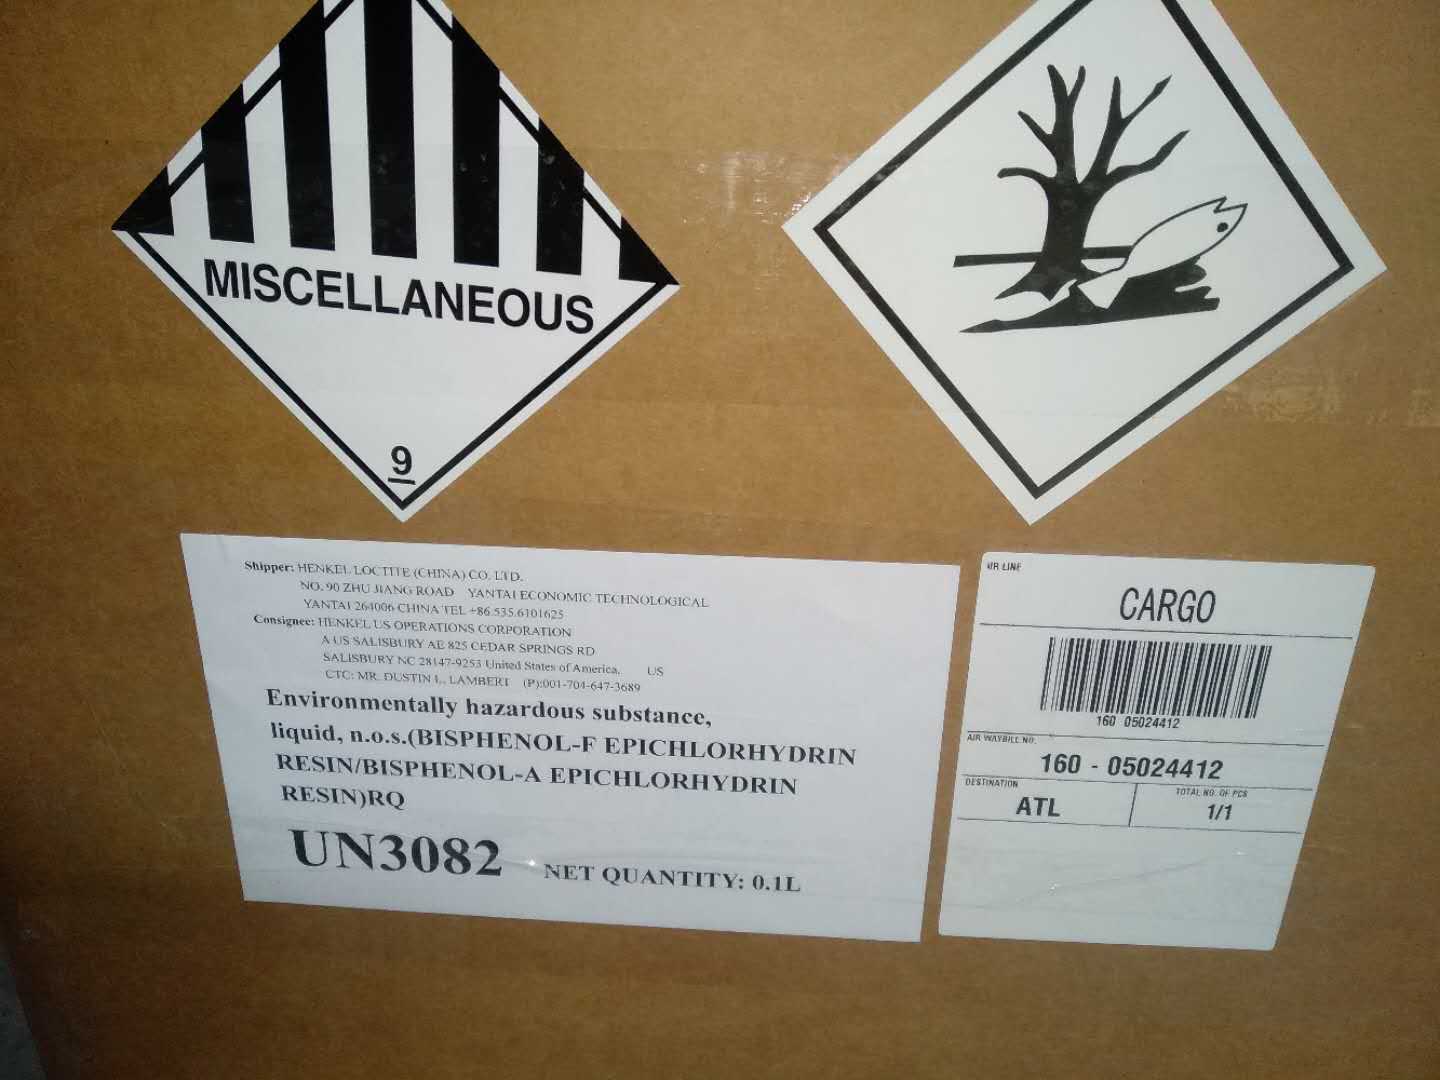 MISCELLANEOUS
9
Shipper: HENKEL LOCTITE (CHINA) CO. LTD.
NO. 90 ZHU JIANG ROAD YANTAI ECONOMIC TECHNOLOGICAL
YANTAI 264006 CHINA TEL +86.535.6101625
Consignee: HENKEL US OPERATIONS CORPORATION
A US SALISBURY AE 825 CEDAR SPRINGS RD
SALISBURY NC 28147-9253 United States of America, US
CTC: MR. DUSTIN L. LAMBERT (P):001-704-647-3689
Environmentally hazardous substance,
liquid, n.o.s.(BISPHENOL-F EPICHLORHYDRIN
RESIN/BISPHENOL-A EPICHLORHYDRIN
RESIN)RQ
UN3082 NET QUANTITY: 0.1L
AIR LINE
CARGO
160 05024412
AIR WAYBILL NO.
160 - 05024412
DESTINATION
ATL
TOTAL NO. OF PCS
1/1